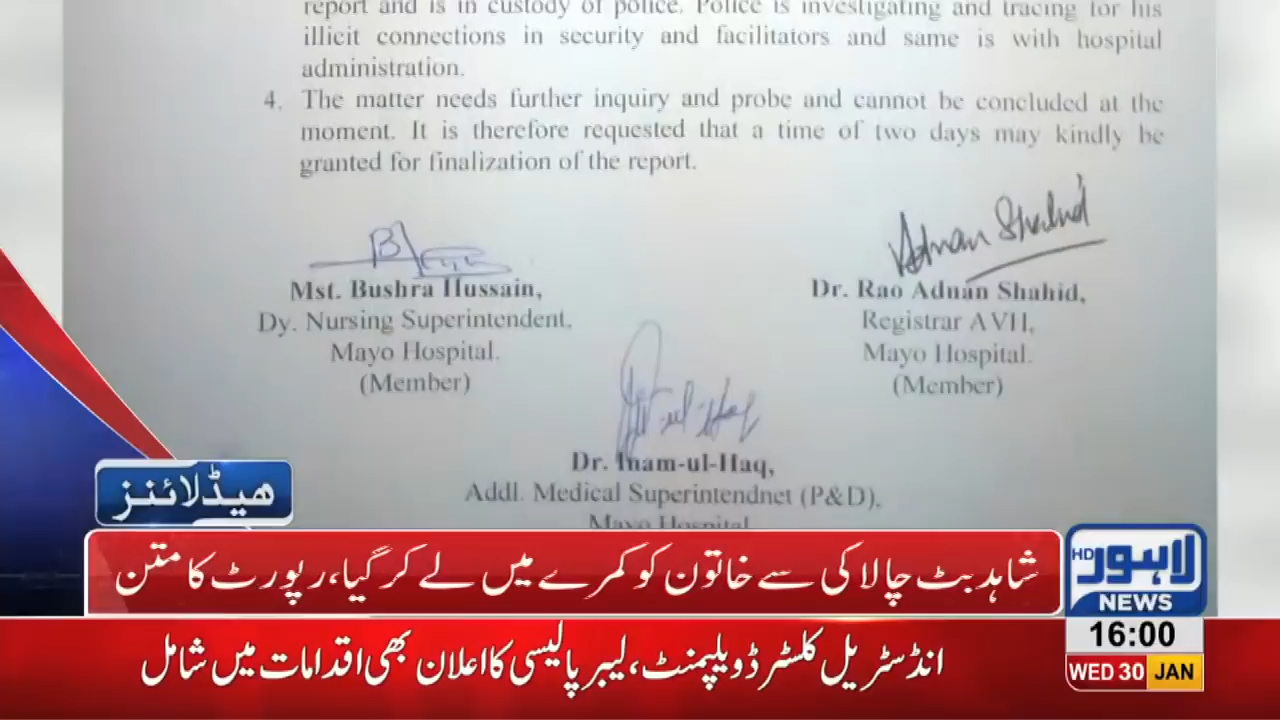 report and is in custody of police. Police is investigating and tracing for his
illicit connections in security and facilitators and same is with hospital
administration.
4. The matter needs further inquiry and probe and cannot be concluded at the
moment. It is therefore requested that a time of two days may kindly be
granted for finalization of the report.
Adnan Shahid
Mst. Bushra Hussain,
Dy. Nursing Superintendent,
Mayo Hospital.
(Member)
Dr. Rao Adnan Shahid,
Registrar AVH,
Mayo Hospital.
(Member)
Dr. Inam-ul-Haq,
Addl. Medical Superintendnet (P&D),
Mayo Hospital
ھیڈلائنز
شاہد بٹ چالاکی سے خاتون کو کمرے میں لے کر گیا، رپورٹ کا متن
لاہور HD
NEWS
16:00
WED 30 JAN
انڈسٹریل کلسٹر ڈویلپمنٹ، لیبر پالیسی کا اعلان بھی اقدامات میں شامل